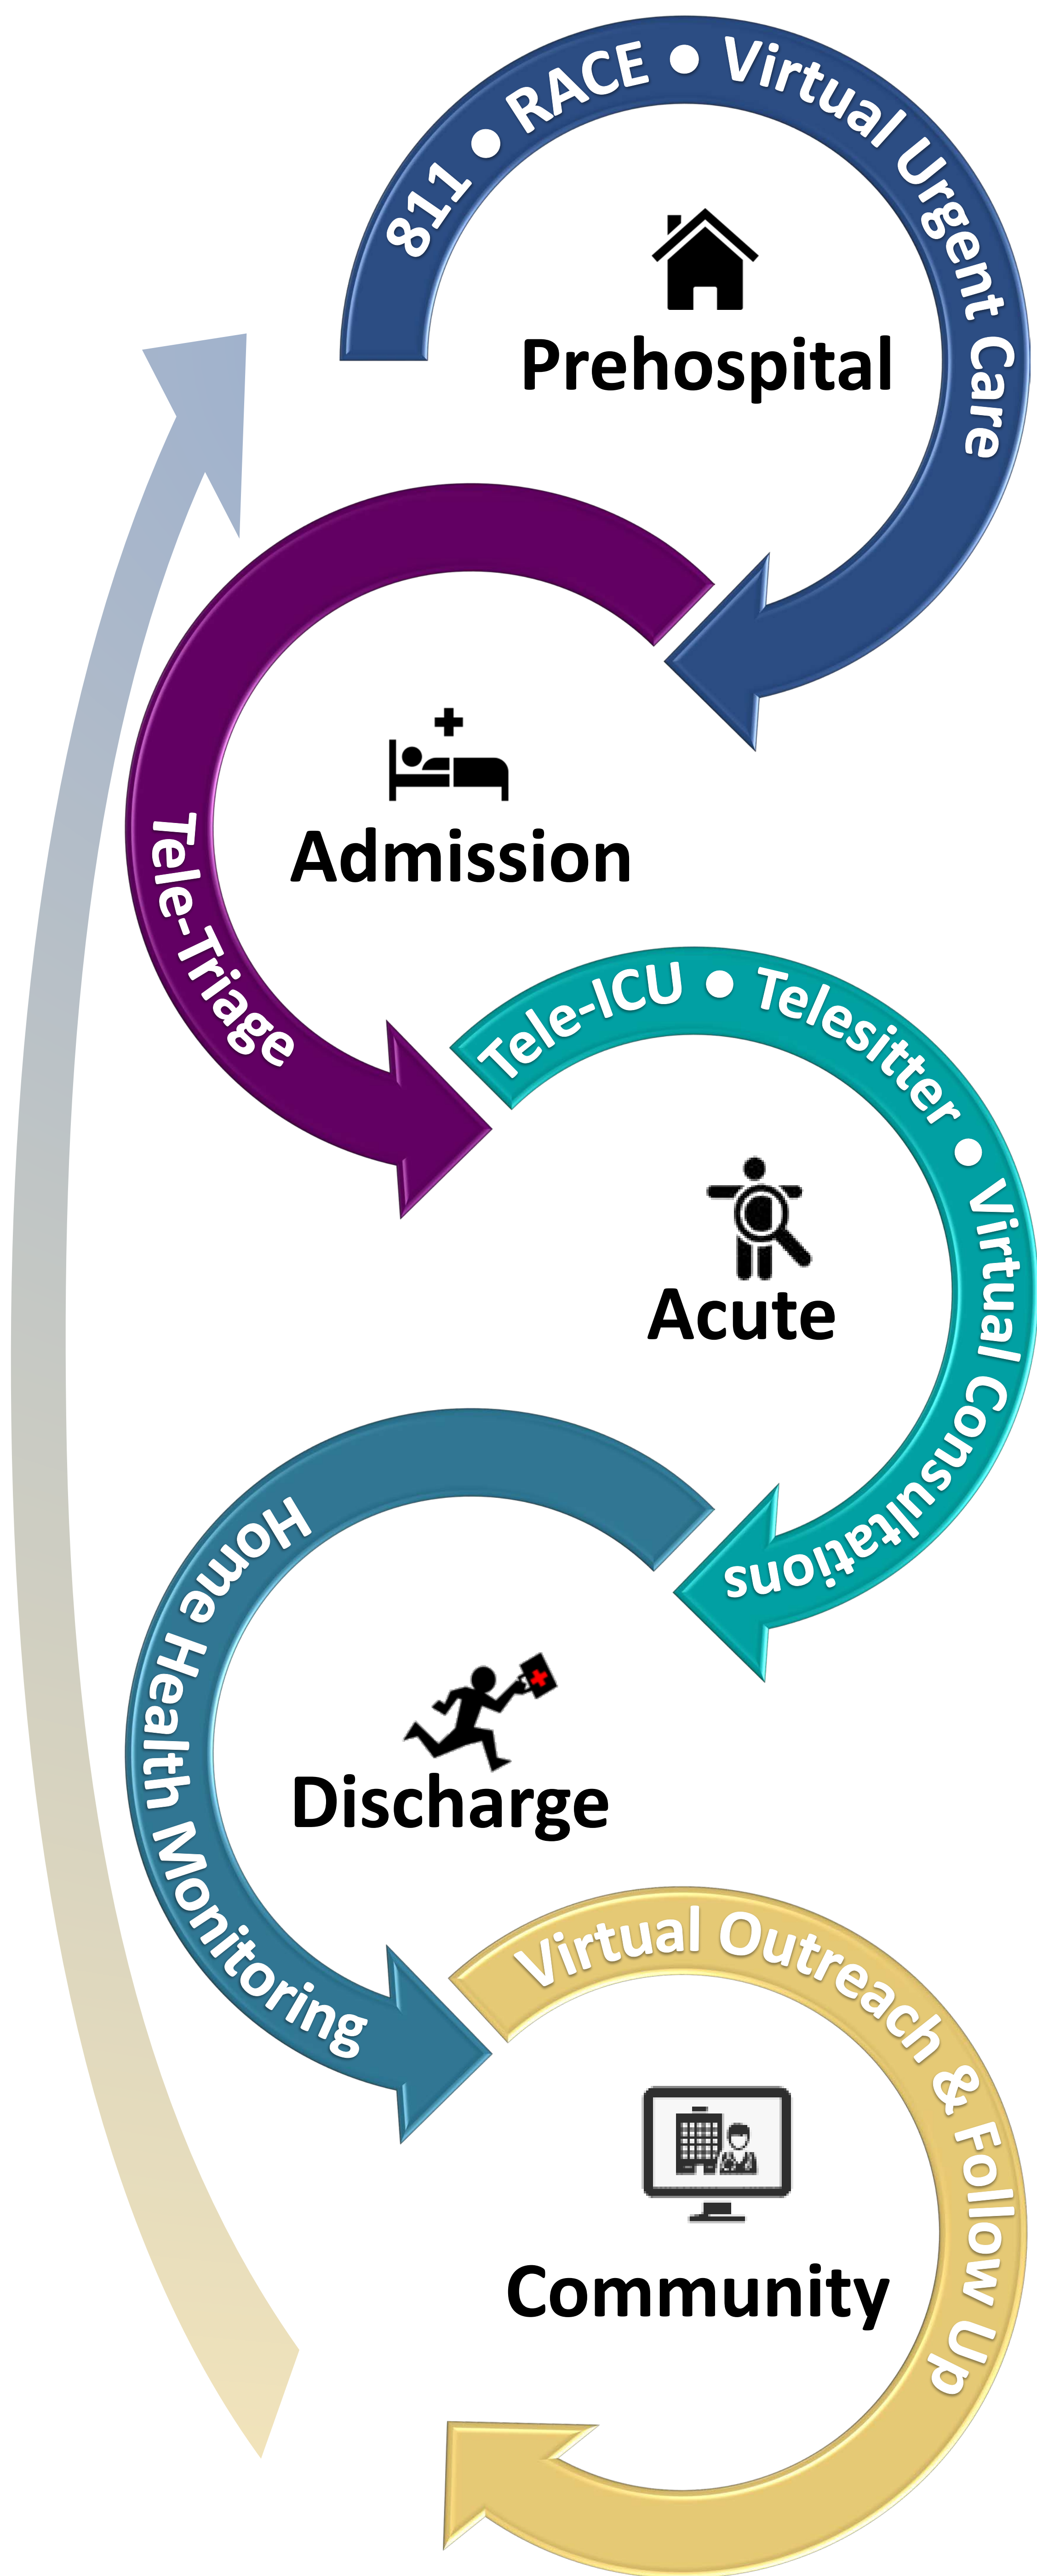 811 • RACE • Virtual Urgent Care
Prehospital
Tele-Triage
Admission
Tele-ICU • Telesitter • Virtual Consultations
Acute
Home Health Monitoring
Discharge
Virtual Outreach & Follow Up
Community